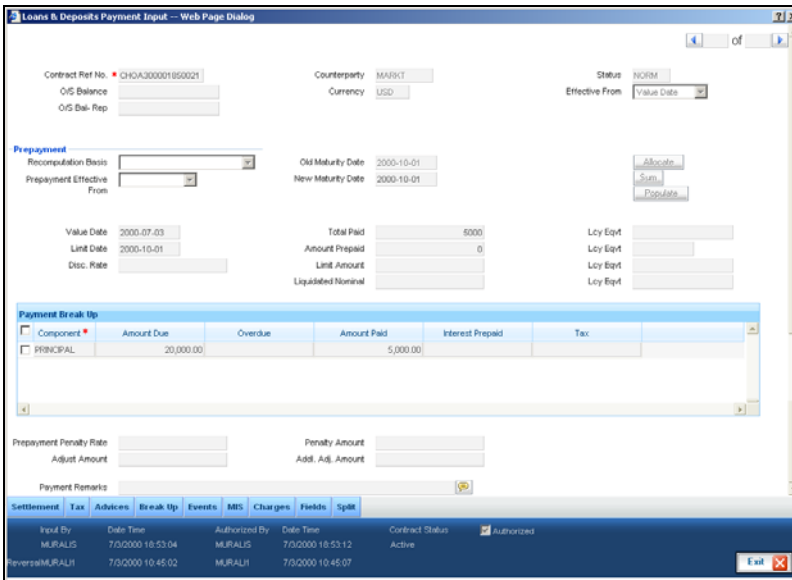 Loans & Deposits Payment Input -- Web Page Dialog
of
Contract Ref No. * CHOA300001850021 Counterparty MARKT Status NORM
O/S Balance Currency USD Effective From Value Date
O/S Bal- Rep
Prepayment
Recomputation Basis Old Maturity Date 2000-10-01 Allocate
Prepayment Effective From New Maturity Date 2000-10-01 Sum
Populate
Value Date 2000-07-03 Total Paid 5000 Lcy Eqvt
Limit Date 2000-10-01 Amount Prepaid 0 Lcy Eqvt
Disc. Rate Limit Amount Lcy Eqvt
Liquidated Nominal Lcy Eqvt
Payment Break Up
Component * Amount Due Overdue Amount Paid Interest Prepaid Tax
PRINCIPAL 20,000.00 5,000.00
Prepayment Penalty Rate Penalty Amount
Adjust Amount Addl. Adj. Amount
Payment Remarks
Settlement Tax Advices Break Up Events MIS Charges Fields Split
Input By Date Time Authorized By Date Time Contract Status Authorized
MURALIS 7/3/2000 18:53:04 MURALIS 7/3/2000 18:53:12 Active
ReversalMURALI1 7/3/2000 10:45:02 MURALI1 7/3/2000 10:45:07 Exit